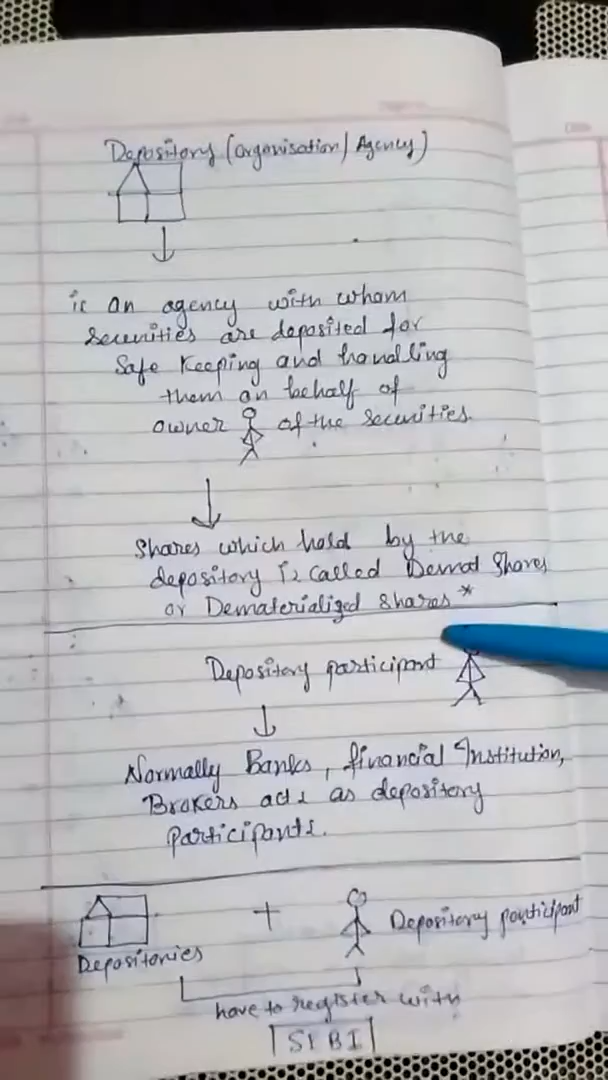 Depository (Organisation/Agency)
is an agency with whom
securities are deposited for
Safe Keeping and handling
them on behalf of
owner of the securities.
Shares which hold by the
depository is called Demat Shares
or Dematerialized shares*
Depository participant
Normally Banks, financial Institution,
Brokers acts as depository
participants.
+ Depository participant
Depositories
have to register with
SEBI